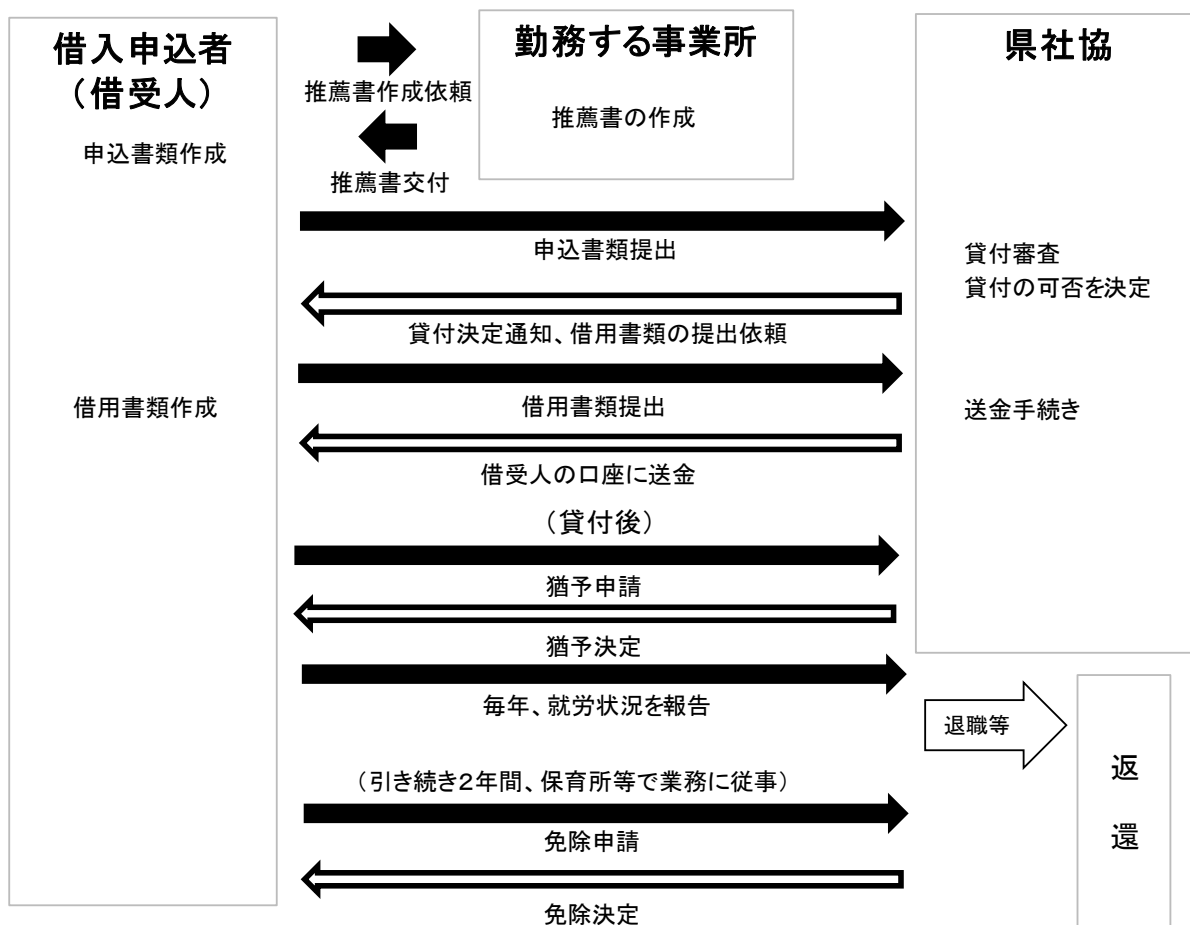 借入申込者
（借受人）
申込書類作成
推薦書作成依頼
推薦書交付
勤務する事業所
推薦書の作成
県社協
申込書類提出
貸付審査
貸付の可否を決定
貸付決定通知、借用書類の提出依頼
借用書類作成
借用書類提出
送金手続き
借受人の口座に送金
（貸付後）
猶予申請
猶予決定
毎年、就労状況を報告
退職等
返
還
（引き続き２年間、保育所等で業務に従事）
免除申請
免除決定